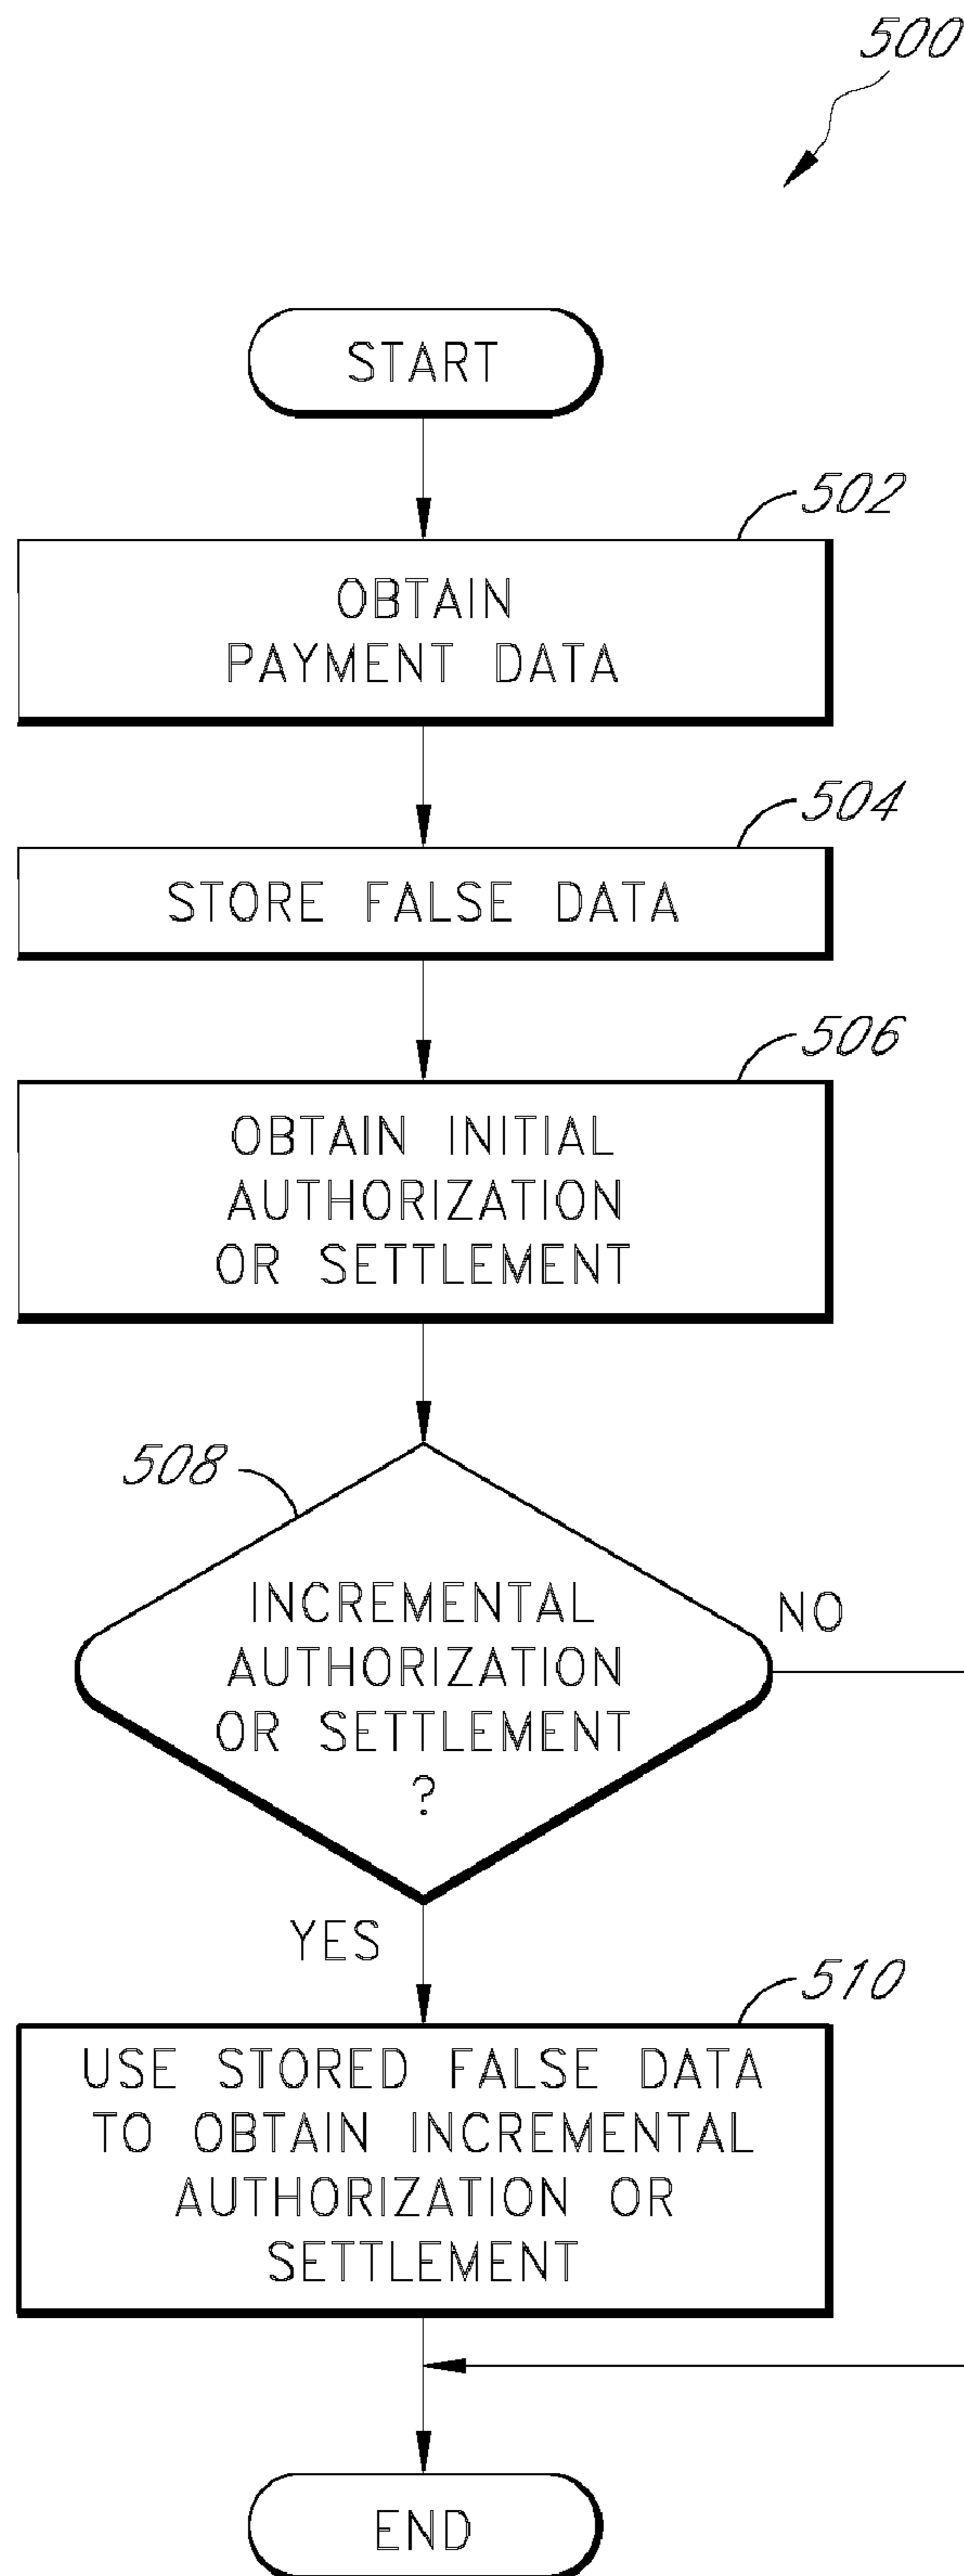 500
START
502
OBTAIN
PAYMENT DATA
504
STORE FALSE DATA
506
OBTAIN INITIAL
AUTHORIZATION
OR SETTLEMENT
508
INCREMENTAL
AUTHORIZATION
OR SETTLEMENT
?
NO
YES
510
USE STORED FALSE DATA
TO OBTAIN INCREMENTAL
AUTHORIZATION OR
SETTLEMENT
END